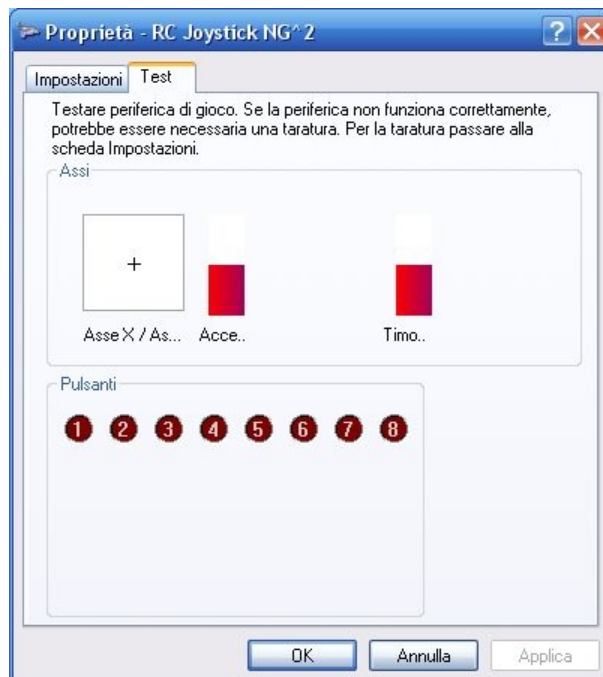 Proprietà - RC Joystick NG^2
Impostazioni Test
Testare periferica di gioco. Se la periferica non funziona correttamente,
potrebbe essere necessaria una taratura. Per la taratura passare alla
scheda Impostazioni.
Assi
Asse X / As... Acce.. Timo..
Pulsanti
1 2 3 4 5 6 7 8
OK Annulla Applica